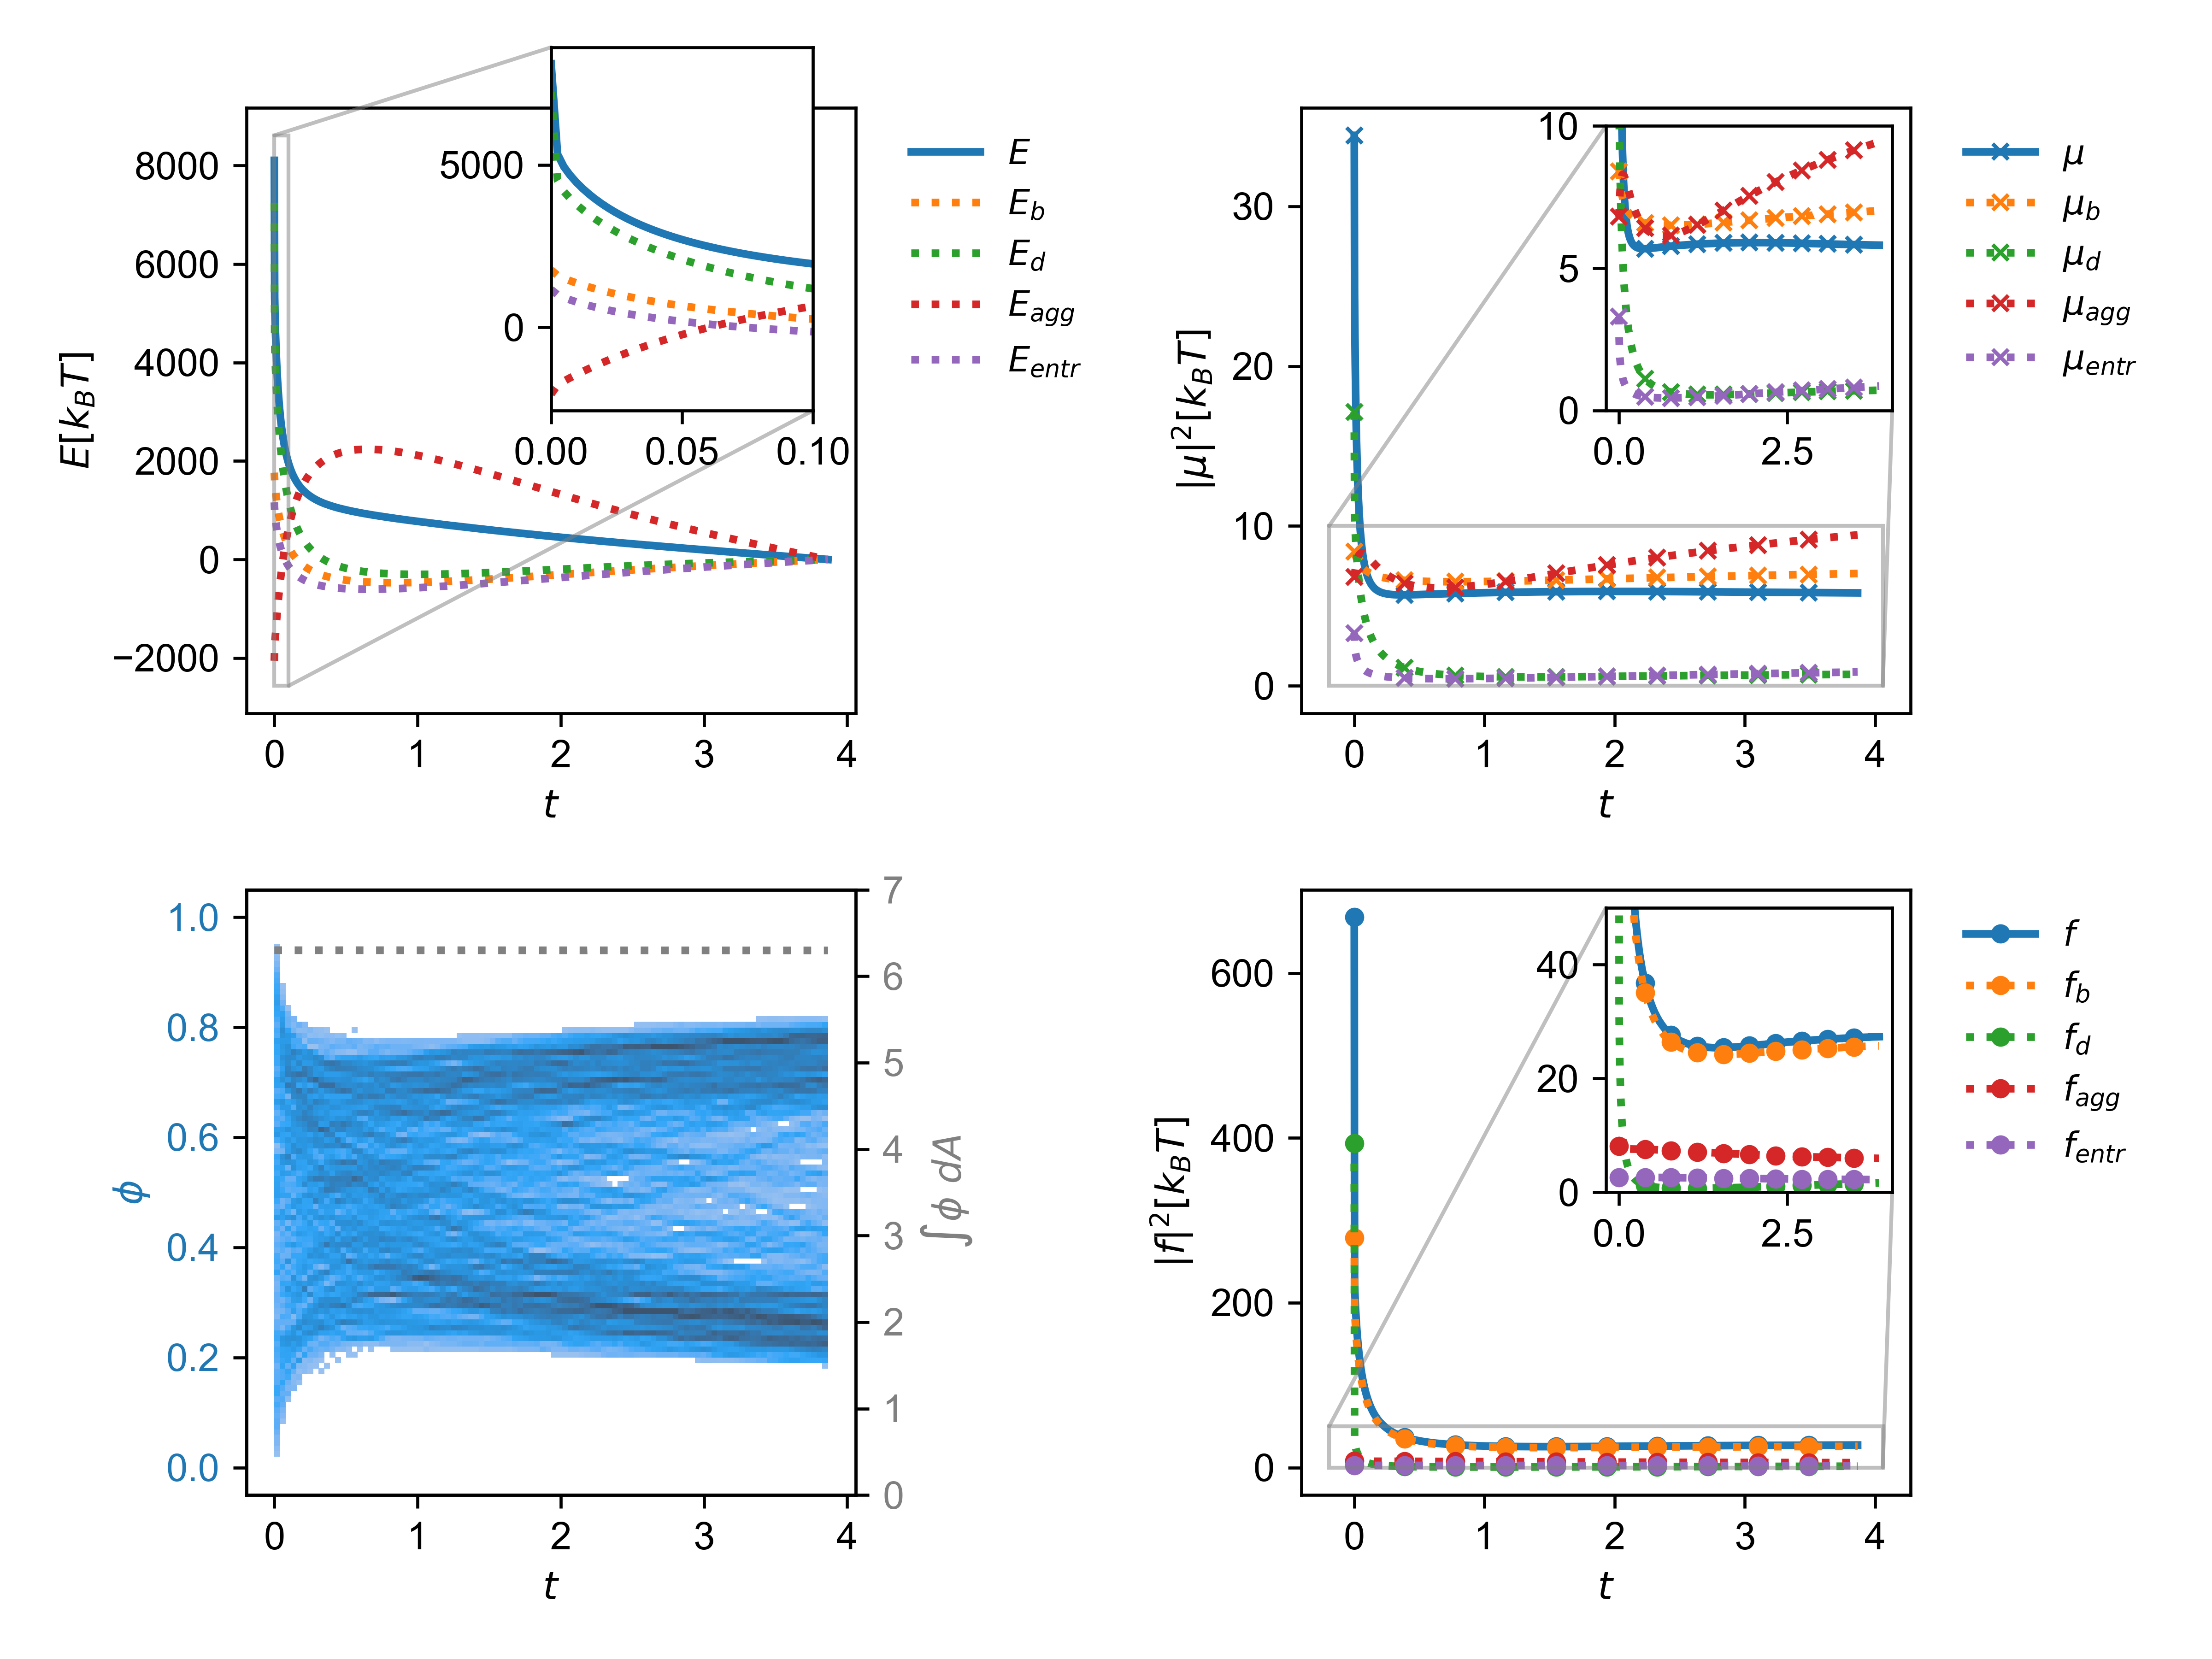 E[k_BT]
8000
6000
4000
2000
0
−2000
0 1 2 3 4
t
5000
0
0.00 0.05 0.10
E
E_b
E_d
E_agg
E_entr
|μ|²[k_BT]
30
20
10
0
0 1 2 3 4
t
10
5
0
0.0 2.5
μ
μ_b
μ_d
μ_agg
μ_entr
ϕ
1.0
0.8
0.6
0.4
0.2
0.0
0 1 2 3 4
t
7
6
5
4
3
2
1
0
∫ ϕ dA
|f|²[k_BT]
600
400
200
0
0 1 2 3 4
t
40
20
0
0.0 2.5
f
f_b
f_d
f_agg
f_entr